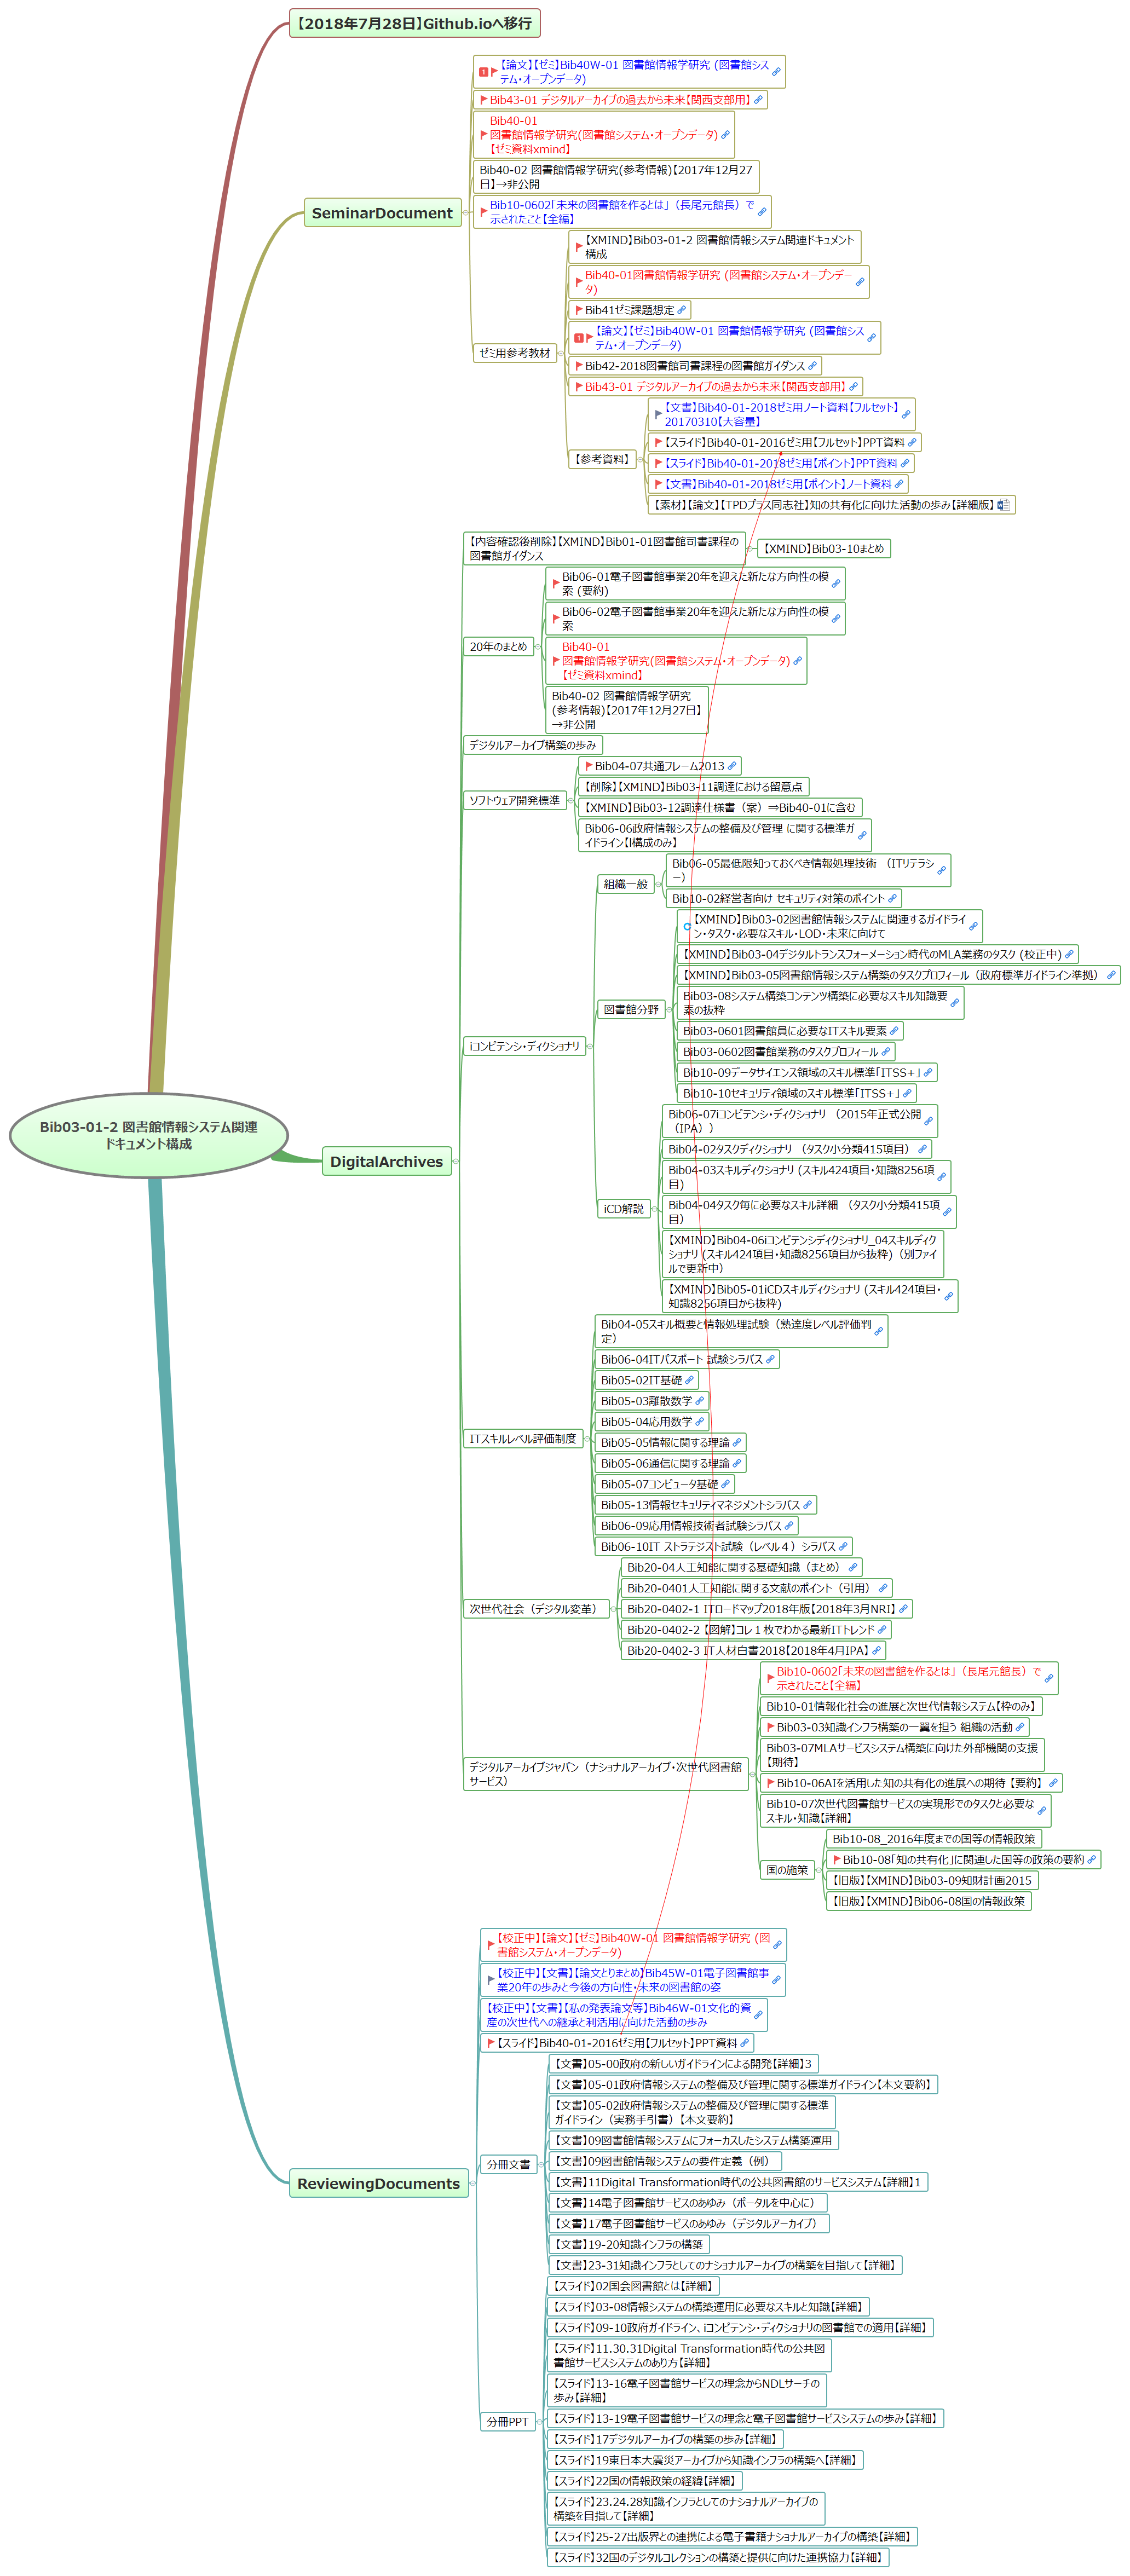 【2018年7月28日】Github.ioへ移行
SeminarDocument
【論文】【ゼミ】Bib40W-01 図書館情報学研究 (図書館シス
テム・オープンデータ)
Bib43-01 デジタルアーカイブの過去から未来【関西支部用】
Bib40-01
図書館情報学研究(図書館システム・オープンデータ)
【ゼミ資料xmind】
Bib40-02 図書館情報学研究(参考情報)【2017年12月27
日】→非公開
Bib10-0602「未来の図書館を作るとは」（長尾元館長）で
示されたこと【全編】
ゼミ用参考教材
【XMIND】Bib03-01-2 図書館情報システム関連ドキュメント
構成
Bib40-01図書館情報学研究 (図書館システム・オープンデー
タ)
Bib41ゼミ課題想定
【論文】【ゼミ】Bib40W-01 図書館情報学研究 (図書館シス
テム・オープンデータ)
Bib42-2018図書館司書課程の図書館ガイダンス
Bib43-01 デジタルアーカイブの過去から未来【関西支部用】
【参考資料】
【文書】Bib40-01-2018ゼミ用ノート資料【フルセット】
20170310【大容量】
【スライド】Bib40-01-2016ゼミ用【フルセット】PPT資料
【スライド】Bib40-01-2018ゼミ用【ポイント】PPT資料
【文書】Bib40-01-2018ゼミ用【ポイント】ノート資料
【素材】【論文】【TPDプラス同志社】知の共有化に向けた活動の歩み【詳細版】
Bib03-01-2 図書館情報システム関連
ドキュメント構成
DigitalArchives
【内容確認後削除】【XMIND】Bib01-01図書館司書課程の
図書館ガイダンス
【XMIND】Bib03-10まとめ
20年のまとめ
Bib06-01電子図書館事業20年を迎えた新たな方向性の模
索 (要約)
Bib06-02電子図書館事業20年を迎えた新たな方向性の模
索
Bib40-01
図書館情報学研究(図書館システム・オープンデータ)
【ゼミ資料xmind】
Bib40-02 図書館情報学研究
(参考情報)【2017年12月27日】
→非公開
デジタルアーカイブ構築の歩み
ソフトウェア開発標準
Bib04-07共通フレーム2013
【削除】【XMIND】Bib03-11調達における留意点
【XMIND】Bib03-12調達仕様書（案）⇒Bib40-01に含む
Bib06-06政府情報システムの整備及び管理 に関する標準ガ
イドライン【I構成のみ】
iコンピテンシ・ディクショナリ
組織一般
Bib06-05最低限知っておくべき情報処理技術 （ITリテラシ
ー）
Bib10-02経営者向け セキュリティ対策のポイント
図書館分野
【XMIND】Bib03-02図書館情報システムに関連するガイドライ
ン・タスク・必要なスキル・LOD・未来に向けて
【XMIND】Bib03-04デジタルトランスフォーメーション時代のMLA業務のタスク (校正中)
【XMIND】Bib03-05図書館情報システム構築のタスクプロフィール（政府標準ガイドライン準拠）
Bib03-08システム構築コンテンツ構築に必要なスキル知識要
素の抜粋
Bib03-0601図書館員に必要なITスキル要素
Bib03-0602図書館業務のタスクプロフィール
Bib10-09データサイエンス領域のスキル標準「ITSS+」
Bib10-10セキュリティ領域のスキル標準「ITSS+」
iCD解説
Bib06-07iコンピテンシ・ディクショナリ （2015年正式公開
（IPA））
Bib04-02タスクディクショナリ （タスク小分類415項目）
Bib04-03スキルディクショナリ (スキル424項目・知識8256項
目)
Bib04-04タスク毎に必要なスキル詳細 （タスク小分類415項
目）
【XMIND】Bib04-06iコンピテンシディクショナリ_04スキルディク
ショナリ (スキル424項目・知識8256項目から抜粋)（別ファイ
ルで更新中）
【XMIND】Bib05-01iCDスキルディクショナリ (スキル424項目・
知識8256項目から抜粋)
ITスキルレベル評価制度
Bib04-05スキル概要と情報処理試験（熟達度レベル評価判
定）
Bib06-04ITパスポート 試験シラバス
Bib05-02IT基礎
Bib05-03離散数学
Bib05-04応用数学
Bib05-05情報に関する理論
Bib05-06通信に関する理論
Bib05-07コンピュータ基礎
Bib05-13情報セキュリティマネジメントシラバス
Bib06-09応用情報技術者試験シラバス
Bib06-10IT ストラテジスト試験（レベル４）シラバス
次世代社会（デジタル変革）
Bib20-04人工知能に関する基礎知識（まとめ）
Bib20-0401人工知能に関する文献のポイント（引用）
Bib20-0402-1 ITロードマップ2018年版【2018年3月NRI】
Bib20-0402-2 【図解】コレ１枚でわかる最新ITトレンド
Bib20-0402-3 IT人材白書2018【2018年4月IPA】
デジタルアーカイブジャパン（ナショナルアーカイブ・次世代図書館
サービス）
Bib10-0602「未来の図書館を作るとは」（長尾元館長）で
示されたこと【全編】
Bib10-01情報化社会の進展と次世代情報システム【枠のみ】
Bib03-03知識インフラ構築の一翼を担う 組織の活動
Bib03-07MLAサービスシステム構築に向けた外部機関の支援
【期待】
Bib10-06AIを活用した知の共有化の進展への期待【要約】
Bib10-07次世代図書館サービスの実現形でのタスクと必要な
スキル・知識【詳細】
国の施策
Bib10-08_2016年度までの国等の情報政策
Bib10-08「知の共有化」に関連した国等の政策の要約
【旧版】【XMIND】Bib03-09知財計画2015
【旧版】【XMIND】Bib06-08国の情報政策
ReviewingDocuments
【校正中】【論文】【ゼミ】Bib40W-01 図書館情報学研究 (図
書館システム・オープンデータ)
【校正中】【文書】【論文とりまとめ】Bib45W-01電子図書館事
業20年の歩みと今後の方向性・未来の図書館の姿
【校正中】【文書】【私の発表論文等】Bib46W-01文化的資
産の次世代への継承と利活用に向けた活動の歩み
【スライド】Bib40-01-2016ゼミ用【フルセット】PPT資料
分冊文書
【文書】05-00政府の新しいガイドラインによる開発【詳細】3
【文書】05-01政府情報システムの整備及び管理に関する標準ガイドライン【本文要約】
【文書】05-02政府情報システムの整備及び管理に関する標準
ガイドライン（実務手引書）【本文要約】
【文書】09図書館情報システムにフォーカスしたシステム構築運用
【文書】09図書館情報システムの要件定義（例）
【文書】11Digital Transformation時代の公共図書館のサービスシステム【詳細】1
【文書】14電子図書館サービスのあゆみ（ポータルを中心に）
【文書】17電子図書館サービスのあゆみ（デジタルアーカイブ）
【文書】19-20知識インフラの構築
【文書】23-31知識インフラとしてのナショナルアーカイブの構築を目指して【詳細】
分冊PPT
【スライド】02国会図書館とは【詳細】
【スライド】03-08情報システムの構築運用に必要なスキルと知識【詳細】
【スライド】09-10政府ガイドライン、iコンピテンシ・ディクショナリの図書館での適用【詳細】
【スライド】11.30.31Digital Transformation時代の公共図
書館サービスシステムのあり方【詳細】
【スライド】13-16電子図書館サービスの理念からNDLサーチの
歩み【詳細】
【スライド】13-19電子図書館サービスの理念と電子図書館サービスシステムの歩み【詳細】
【スライド】17デジタルアーカイブの構築の歩み【詳細】
【スライド】19東日本大震災アーカイブから知識インフラの構築へ【詳細】
【スライド】22国の情報政策の経緯【詳細】
【スライド】23.24.28知識インフラとしてのナショナルアーカイブの
構築を目指して【詳細】
【スライド】25-27出版界との連携による電子書籍ナショナルアーカイブの構築【詳細】
【スライド】32国のデジタルコレクションの構築と提供に向けた連携協力【詳細】